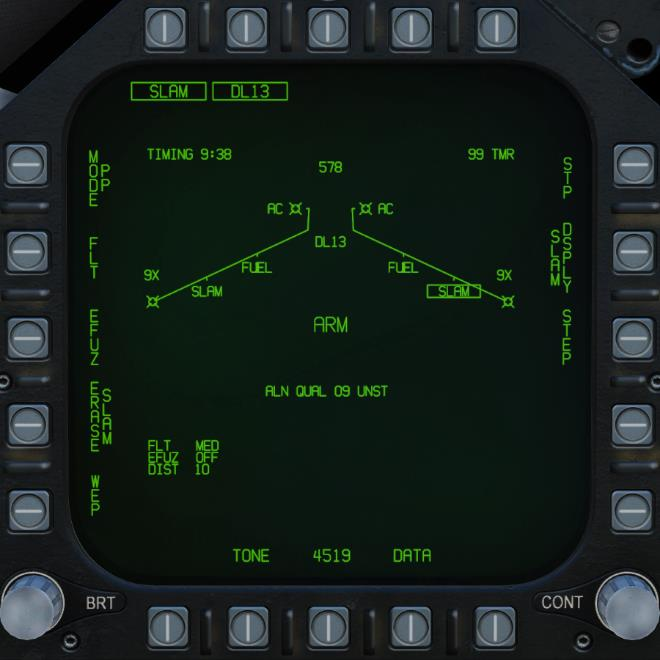 SLAM DL13
TIMING 9:38
578
99 TMR
MODE
PP
STP
AC
AC
DL13
FLT
DSPLY
SLAM
9X
FUEL
FUEL
9X
SLAM
SLAM
EFUZ
ARM
STEP
ERASE
SLAM
ALN QUAL 09 UNST
FLT MED
EFUZ OFF
DIST 10
WEP
TONE 4519 DATA
BRT
CONT